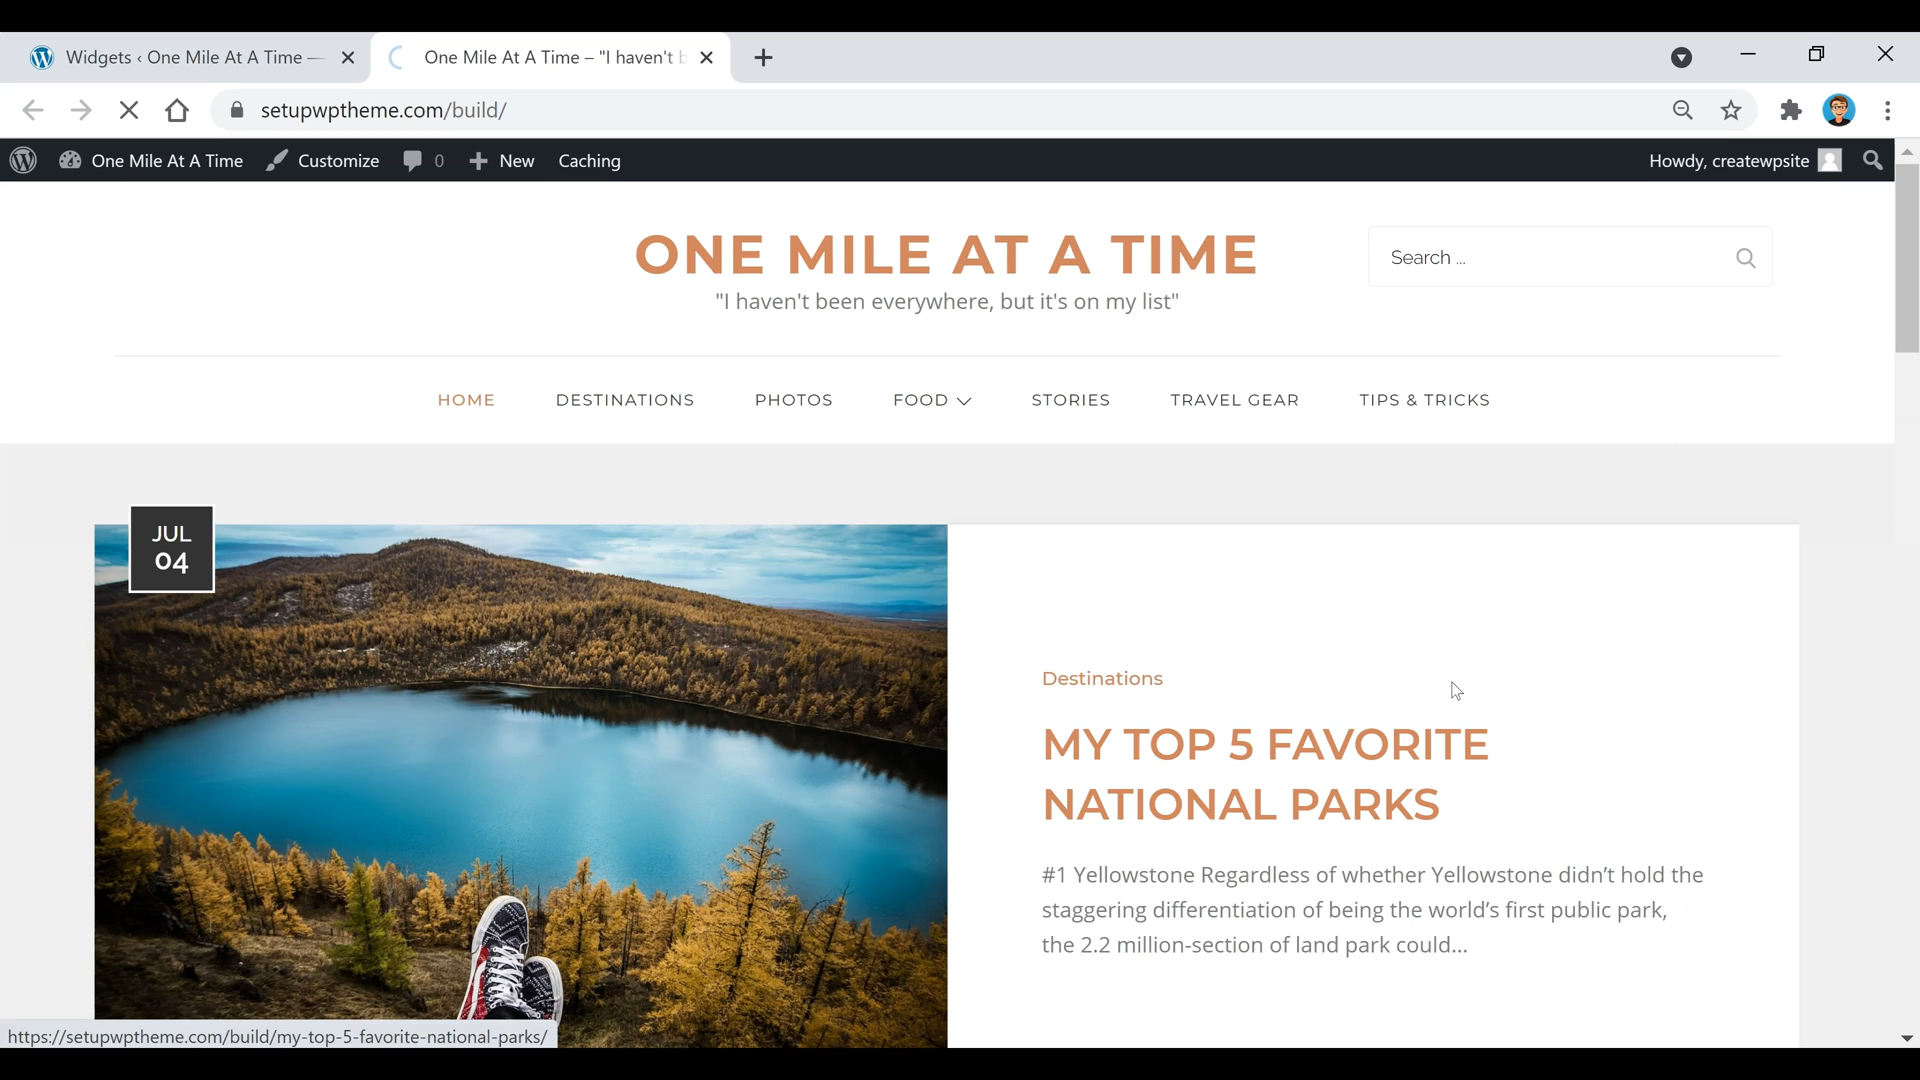 Widgets ‹ One Mile At A Time —
One Mile At A Time – "I haven't b
setupwptheme.com/build/
One Mile At A Time
Customize
0
New
Caching
Howdy, createwpsite
ONE MILE AT A TIME
"I haven't been everywhere, but it's on my list"
Search ...
HOME
DESTINATIONS
PHOTOS
FOOD
STORIES
TRAVEL GEAR
TIPS & TRICKS
JUL
04
Destinations
MY TOP 5 FAVORITE
NATIONAL PARKS
#1 Yellowstone Regardless of whether Yellowstone didn’t hold the
staggering differentiation of being the world’s first public park,
the 2.2 million-section of land park could...
https://setupwptheme.com/build/my-top-5-favorite-national-parks/